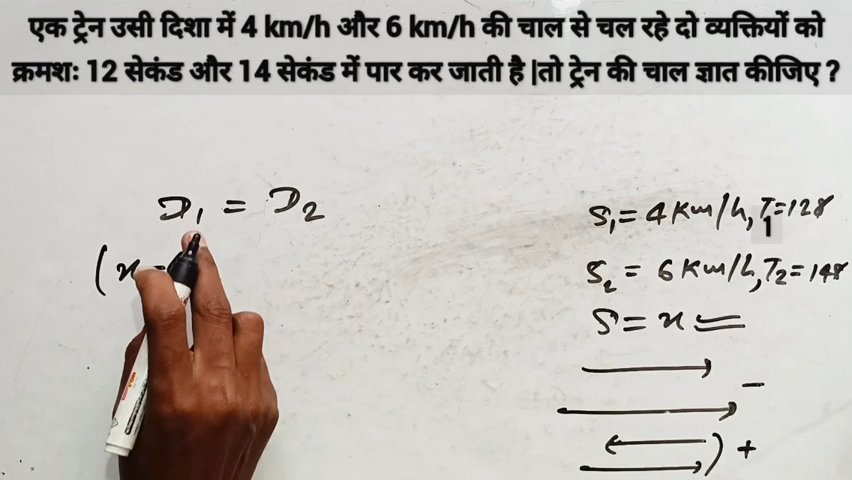 एक ट्रेन उसी दिशा में 4 km/h और 6 km/h की चाल से चल रहे दो व्यक्तियों को
क्रमशः 12 सेकंड और 14 सेकंड में पार कर जाती है |तो ट्रेन की चाल ज्ञात कीजिए ?
D₁ = D₂
(x -
S₁ = 4 Km/h, T₁=12s
S₂ = 6 Km/h, T₂=14s
S = x
-
) +